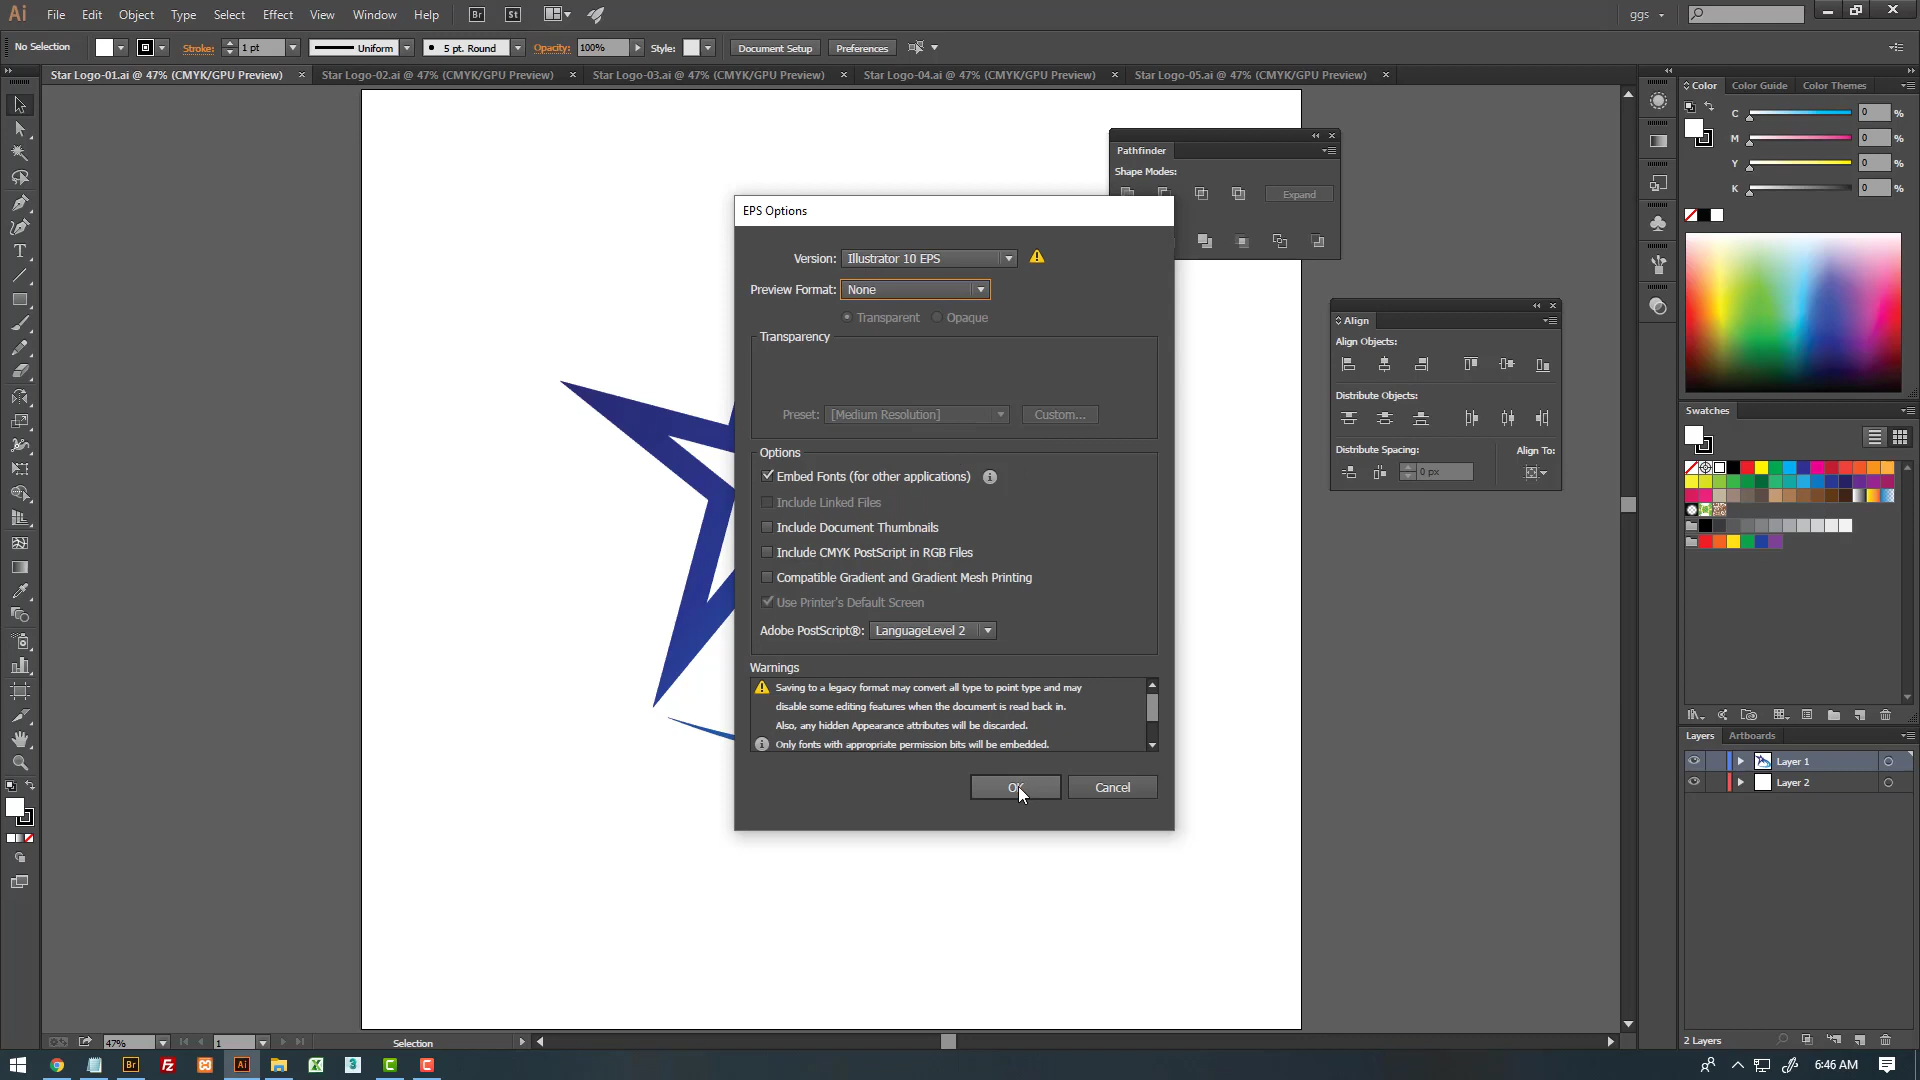 Ai File Edit Object Type Select Effect View Window Help Br St ggs
No Selection Stroke: 1 pt Uniform 5 pt. Round Opacity: 100% Style: Document Setup Preferences
Star Logo-01.ai @ 47% (CMYK/GPU Preview) Star Logo-02.ai @ 47% (CMYK/GPU Preview) Star Logo-03.ai @ 47% (CMYK/GPU Preview) Star Logo-04.ai @ 47% (CMYK/GPU Preview) Star Logo-05.ai @ 47% (CMYK/GPU Preview)
Color Color Guide Color Themes
C 0 %
M 0 %
Y 0 %
K 0 %
Pathfinder
Shape Modes:
Expand
EPS Options
Version: Illustrator 10 EPS
Preview Format: None
Transparent Opaque
Transparency
Preset: [Medium Resolution] Custom...
Options
Embed Fonts (for other applications)
Include Linked Files
Include Document Thumbnails
Include CMYK PostScript in RGB Files
Compatible Gradient and Gradient Mesh Printing
Use Printer's Default Screen
Adobe PostScript®: LanguageLevel 2
Warnings
Saving to a legacy format may convert all type to point type and may
disable some editing features when the document is read back in.
Also, any hidden Appearance attributes will be discarded.
Only fonts with appropriate permission bits will be embedded.
OK Cancel
Align
Align Objects:
Distribute Objects:
Distribute Spacing: Align To:
0 px
Swatches
Layers Artboards
Layer 1
Layer 2
2 Layers
47% 1 Selection
Br Fz Ai 3 C C 6:46 AM